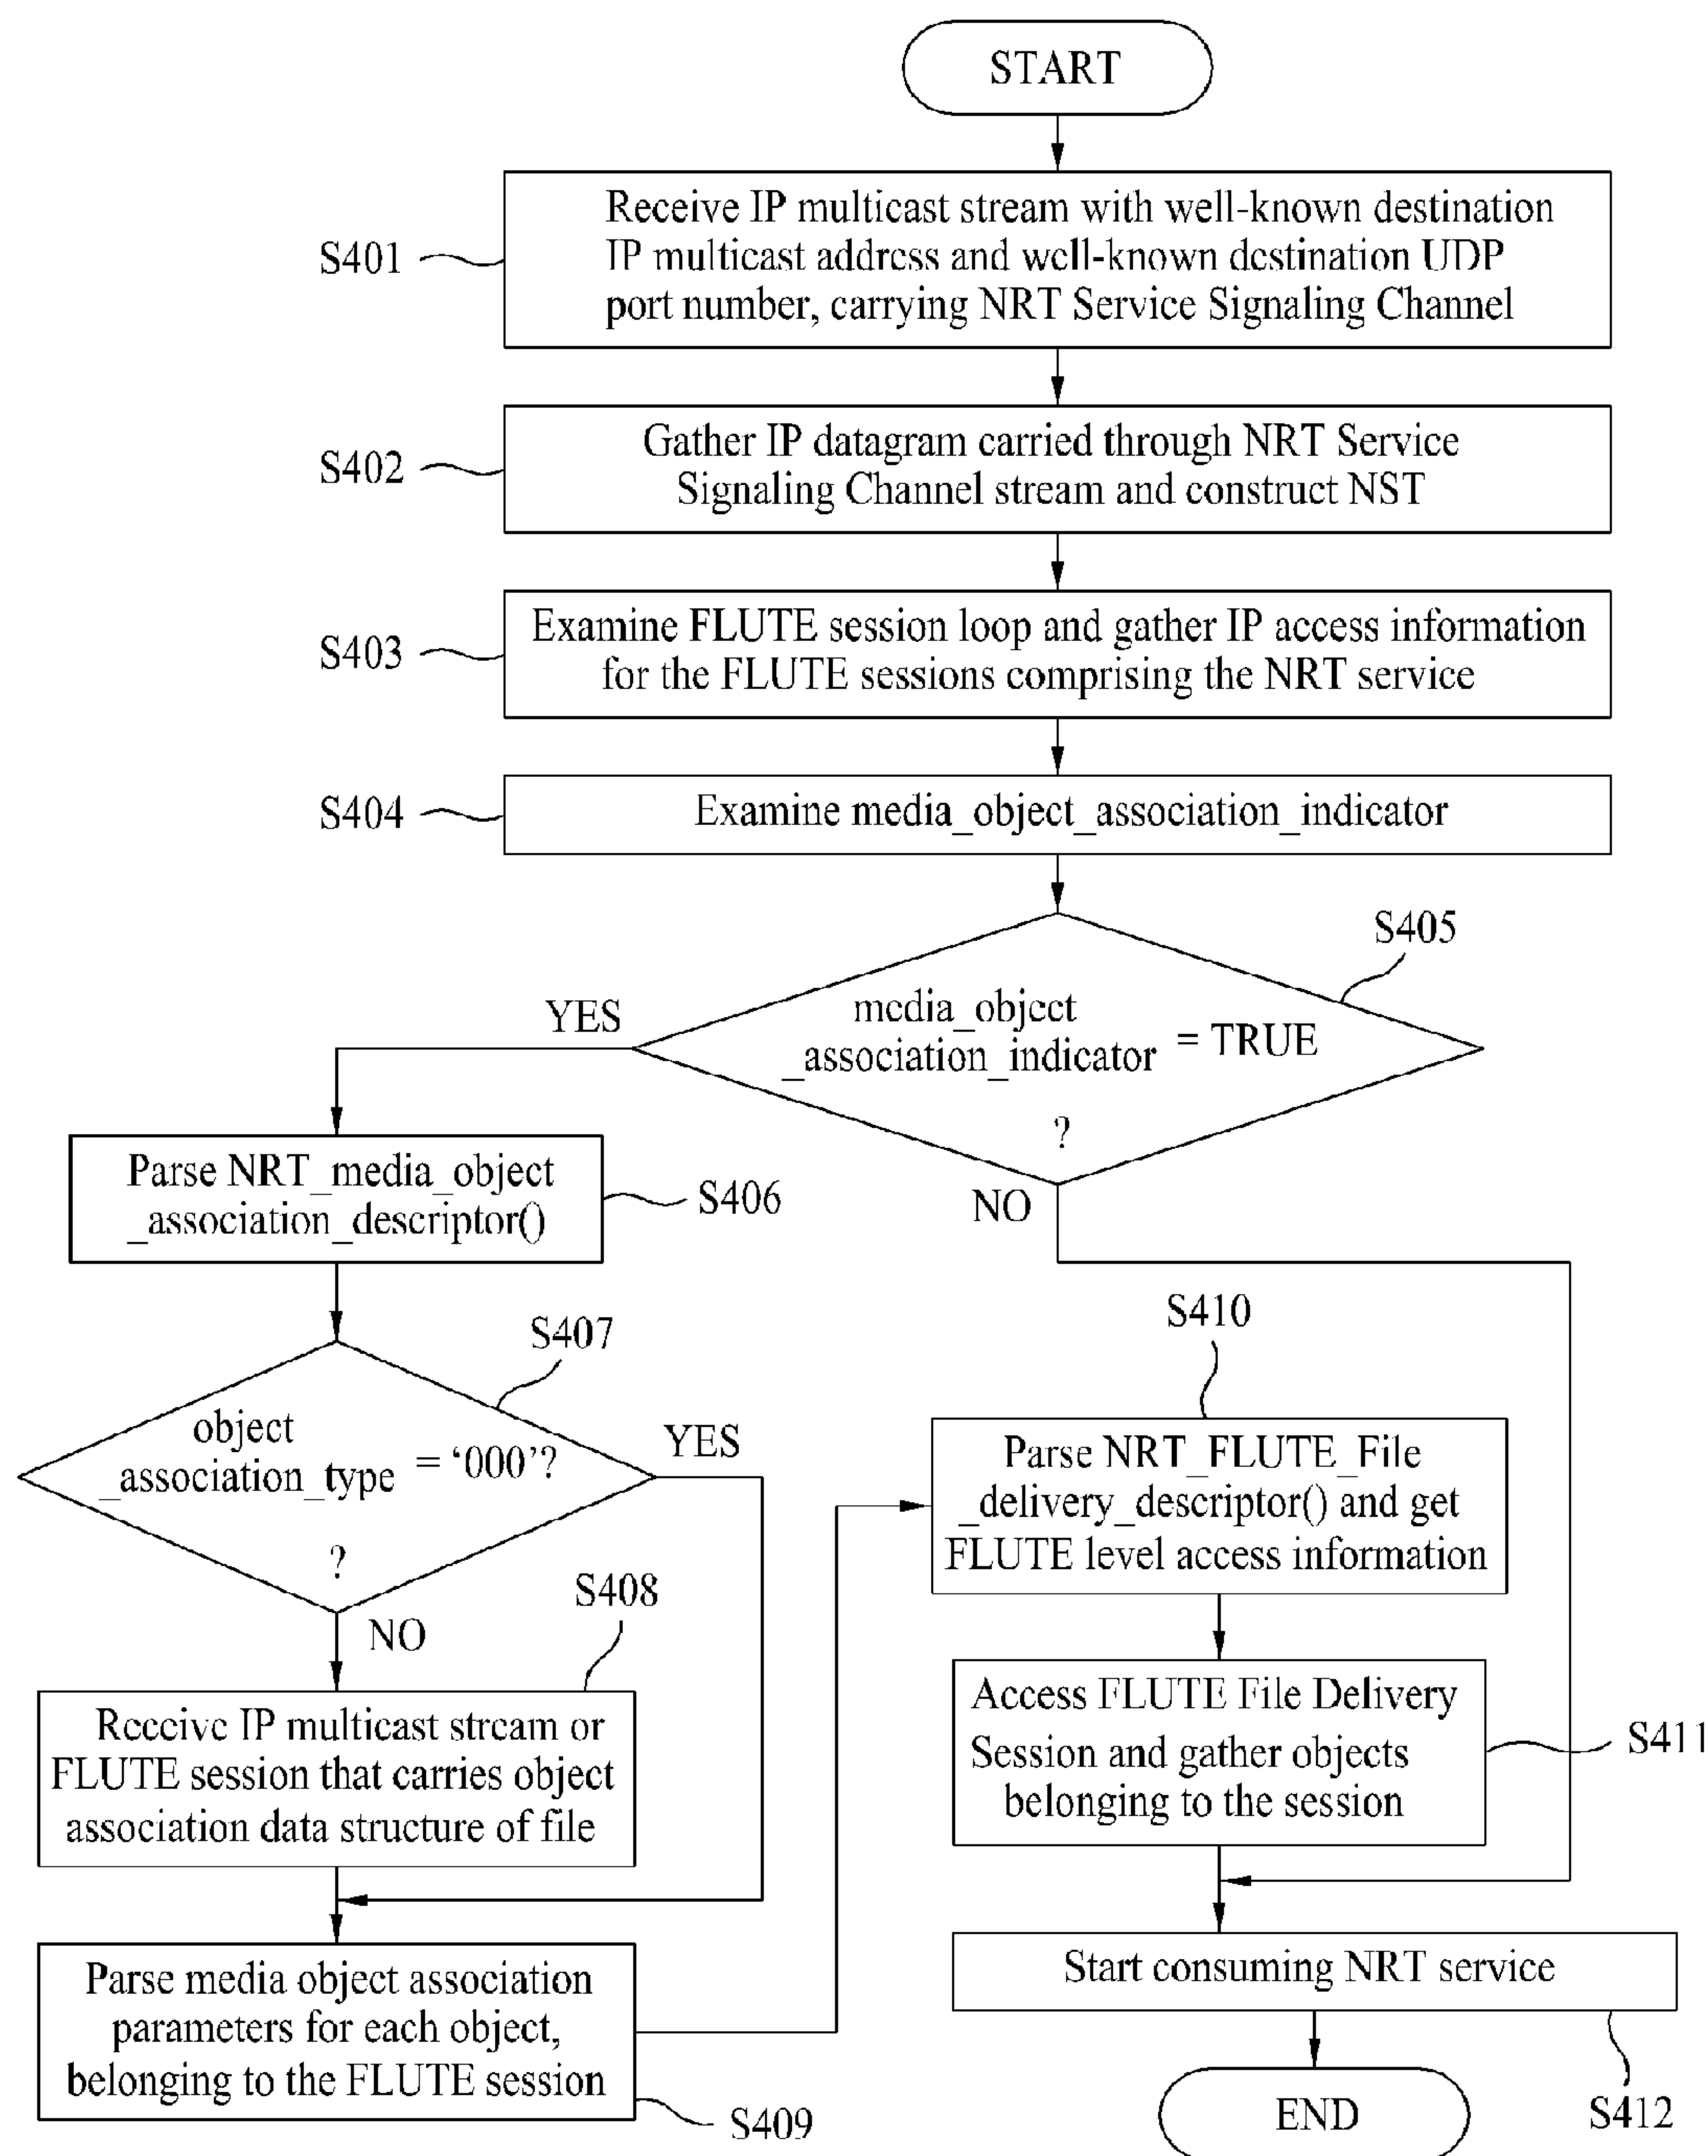 START
S401
Receive IP multicast stream with well-known destination
IP multicast address and well-known destination UDP
port number, carrying NRT Service Signaling Channel
S402
Gather IP datagram carried through NRT Service
Signaling Channel stream and construct NST
S403
Examine FLUTE session loop and gather IP access information
for the FLUTE sessions comprising the NRT service
S404
Examine media_object_association_indicator
S405
YES
media_object
_association_indicator = TRUE
?
NO
Parse NRT_media_object
_association_descriptor()
S406
S407
object
_association_type = ‘000’?
?
YES
NO
S408
Receive IP multicast stream or
FLUTE session that carries object
association data structure of file
Parse media object association
parameters for each object,
belonging to the FLUTE session
S409
S410
Parse NRT_FLUTE_File
_delivery_descriptor() and get
FLUTE level access information
Access FLUTE File Delivery
Session and gather objects
belonging to the session
S411
Start consuming NRT service
S412
END